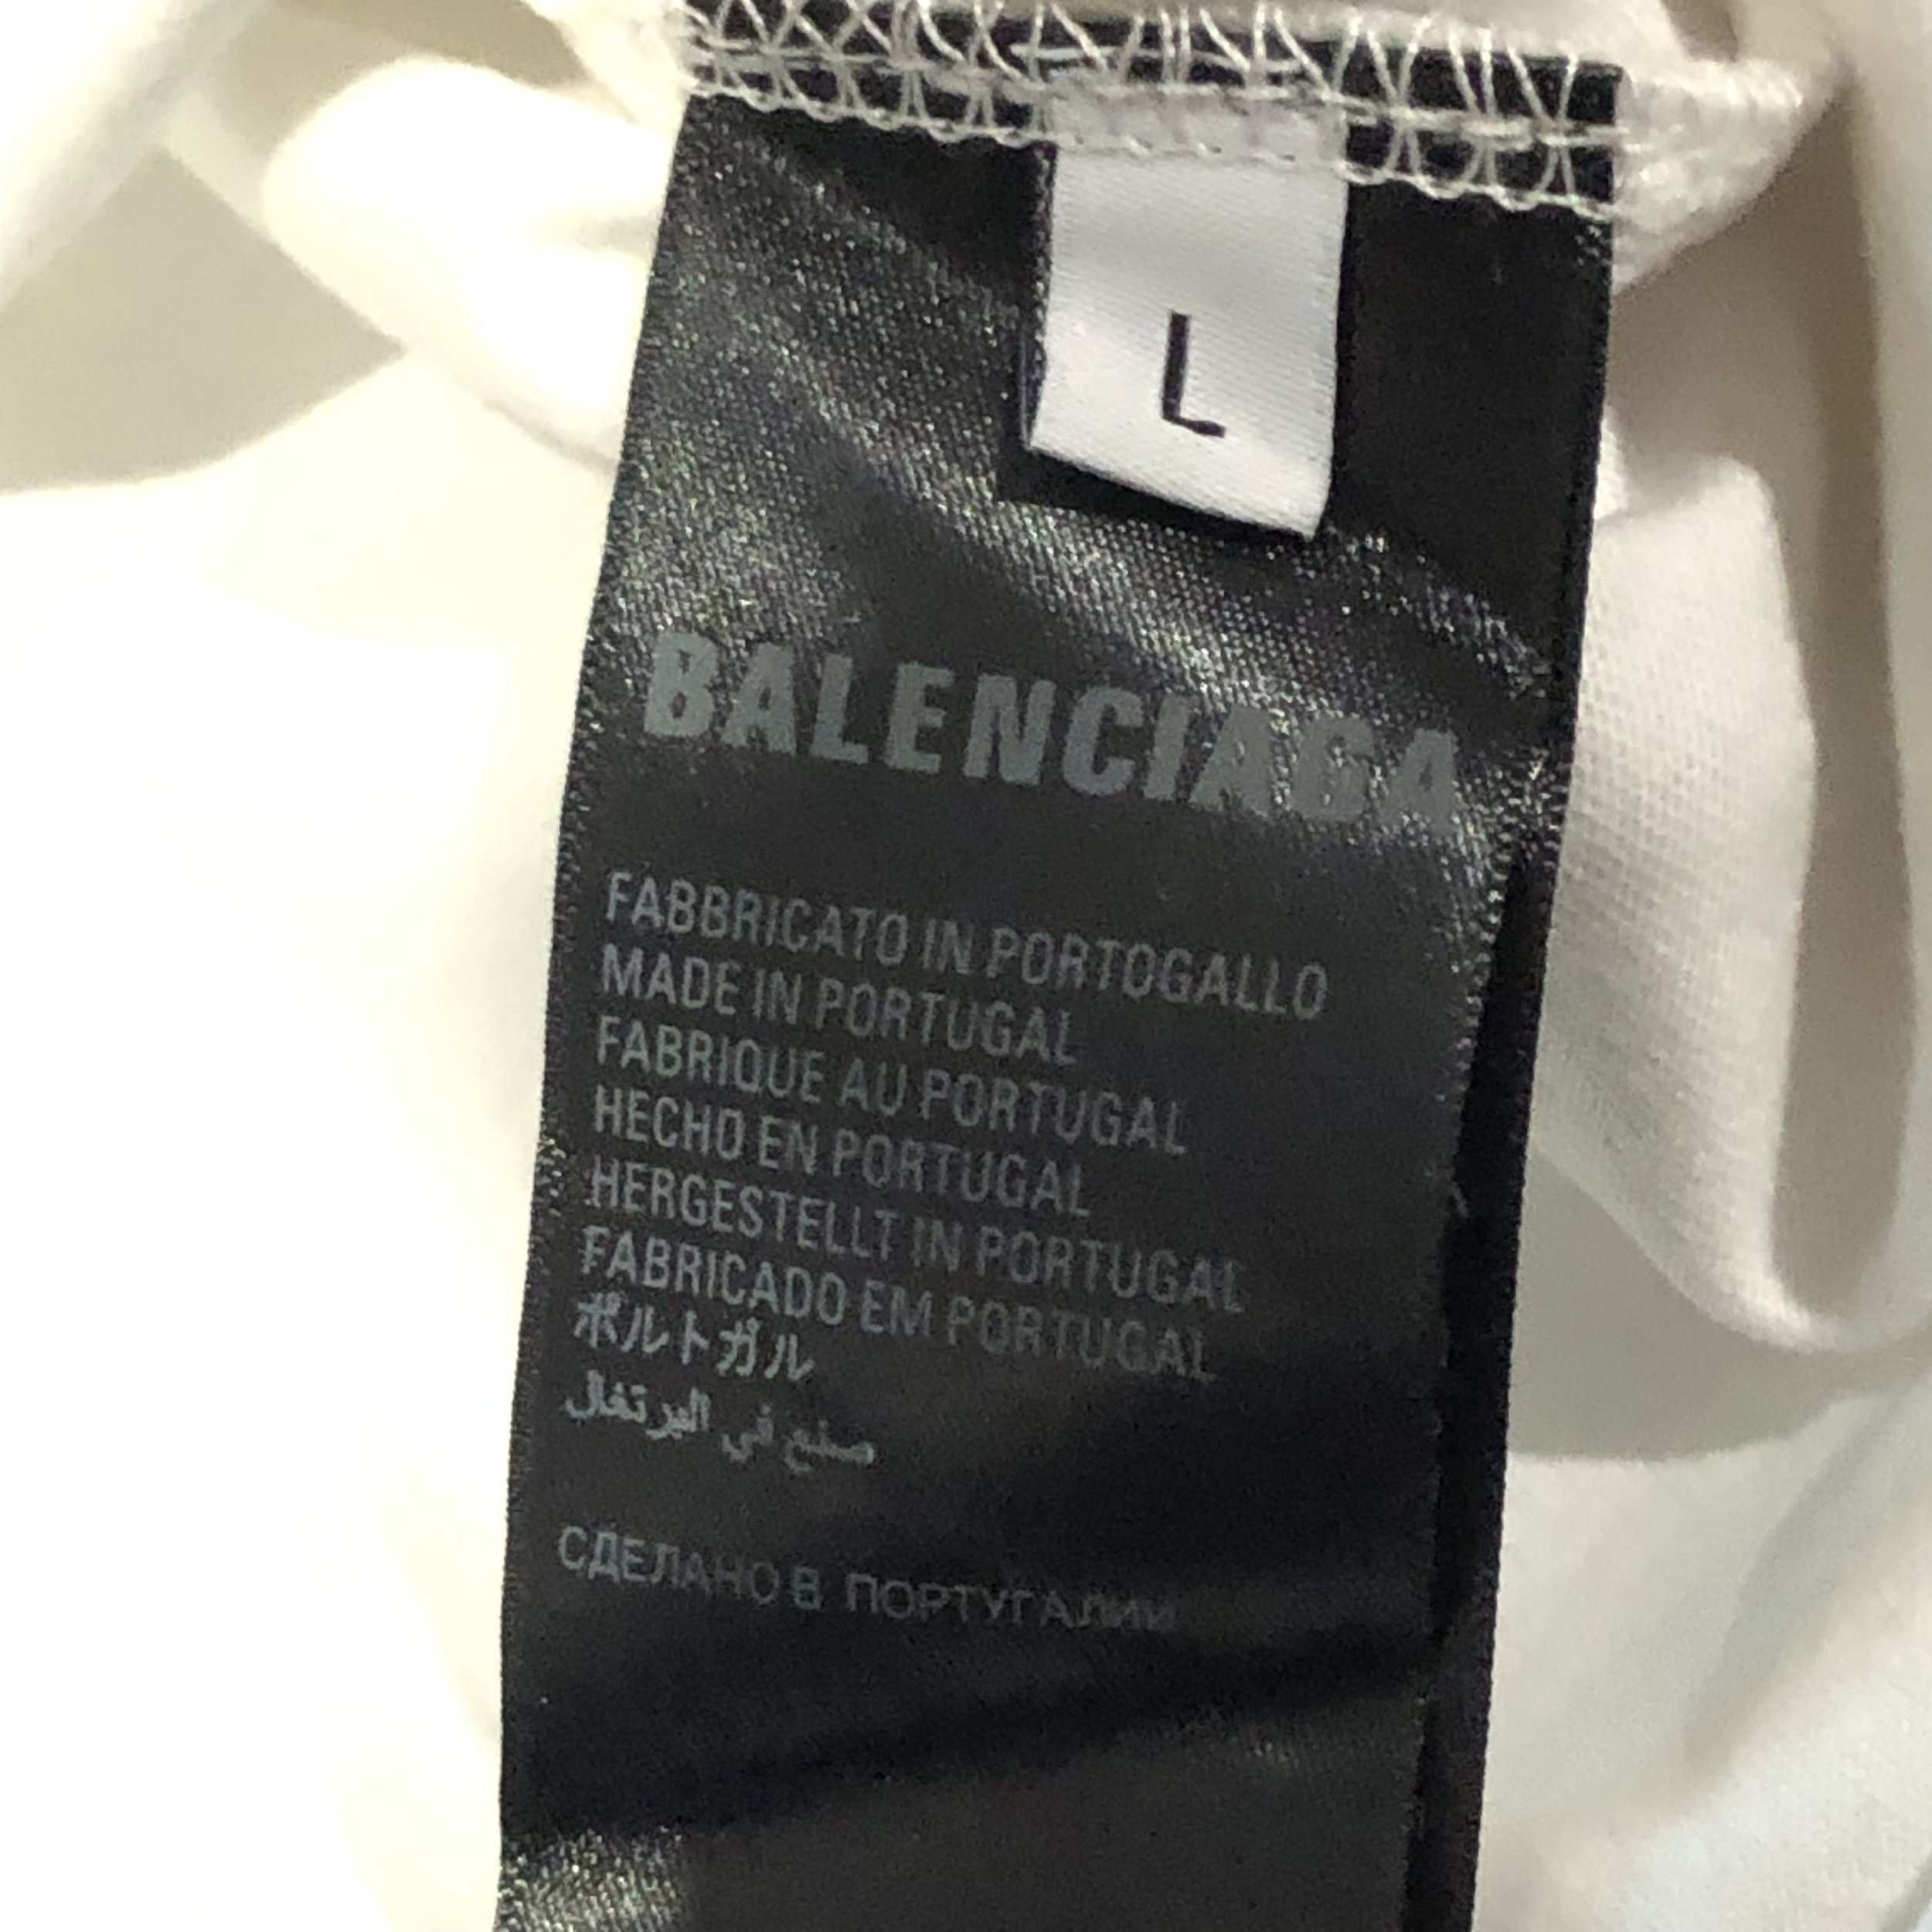 L
BALENCIAGA
FABBRICATO IN PORTOGALLO
MADE IN PORTUGAL
FABRIQUE AU PORTUGAL
HECHO EN PORTUGAL
HERGESTELLT IN PORTUGAL
FABRICADO EM PORTUGAL
ポルトガル
صنع في البرتغال
СДЕЛАНО В ПОРТУГАЛИИ